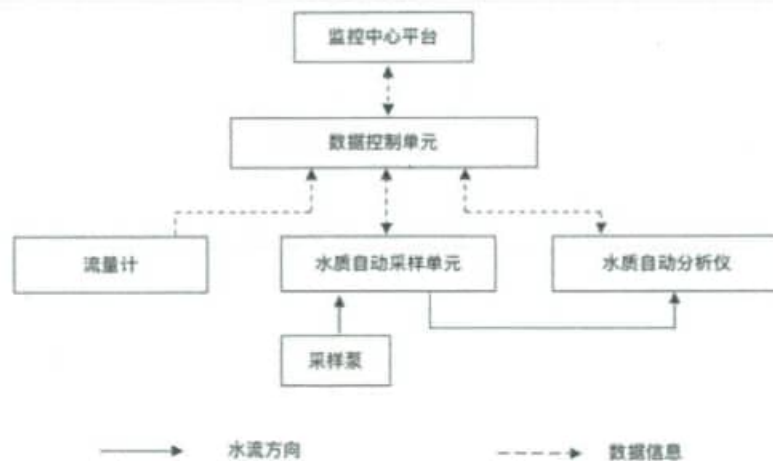 监控中心平台
数据控制单元
流量计
水质自动采样单元
水质自动分析仪
采样泵
水流方向
数据信息